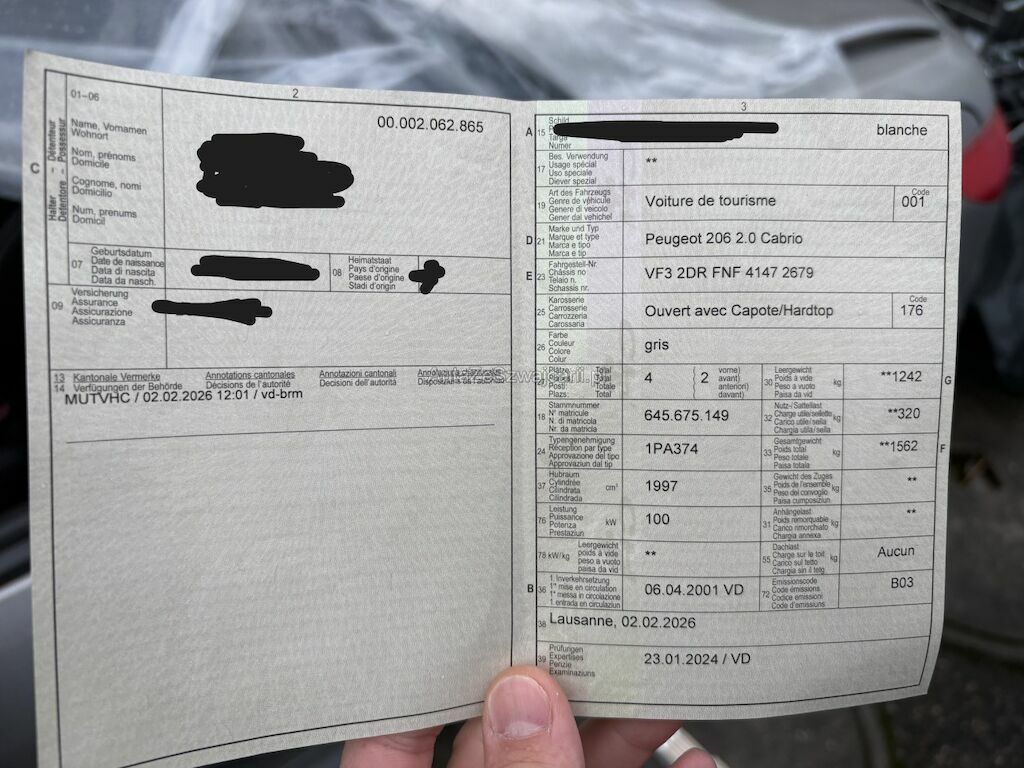 2
C
Halter – Détenteur
Detentore – Possessur
01–06
Name, Vornamen
Wohnort
Nom, prénoms
Domicile
Cognome, nomi
Domicilio
Num, prenums
Domicil
00.002.062.865
07
Geburtsdatum
Date de naissance
Data di nascita
Data da nasch.
08
Heimatstaat
Pays d'origine
Paese d'origine
Stadi d'origin
09
Versicherung
Assurance
Assicurazione
Assicuranza
13 Kantonale Vermerke Annotations cantonales Annotazioni cantonali
14 Verfügungen der Behörde Décisions de l'autorité Decisioni dell'autorità
MUTVHC / 02.02.2026 12:01 / vd-brm
3
A 15
Schild
Targa
Numer
blanche
17
Bes. Verwendung
Usage spécial
Uso speciale
Diever spezial
**
19
Art des Fahrzeugs
Genre de véhicule
Genere di veicolo
Gener dal vehichel
Voiture de tourisme
Code
001
D 21
Marke und Typ
Marque et type
Marca e tipo
Marca e tip
Peugeot 206 2.0 Cabrio
E 23
Fahrgestell-Nr.
Châssis no
Telaio n.
Schassis nr.
VF3 2DR FNF 4147 2679
25
Karosserie
Carrosserie
Carrozzeria
Carossaria
Ouvert avec Capote/Hardtop
Code
176
26
Farbe
Couleur
Colore
Colur
gris
Plätze Total
Plazs: Total
4
2
vorne)
avant)
anteriori)
davant)
30
Leergewicht
Poids à vide
Peso a vuoto
Paisa da vid
kg
**1242
G
18
Stammnummer
N° matricule
N. di matricola
Nr. da matricla
645.675.149
32
Nutz-/Sattellast
Charge utile/sellette
Carico utile/sella
Chargia utila/sella
kg
**320
24
Typengenehmigung
Réception par type
Approvazione del tipo
Approvaziun dal tip
1PA374
33
Gesamtgewicht
Poids total
Peso totale
Paisa totala
kg
**1562
F
37
Hubraum
Cylindrée
Cilindrata
Cilindrada
cm³
1997
35
Gewicht des Zuges
Poids de l'ensemble
Peso del convoglio
Paisa cumposiziun
kg
**
76
Leistung
Puissance
Potenza
Prestaziun
kW
100
31
Anhängelast
Poids remorquable
Carico rimorchiato
Chargia annexa
kg
**
78 kW/kg
Leergewicht
poids à vide
peso a vuoto
paisa da vid
**
55
Dachlast
Charge sur le toit
Carico sul tetto
Chargia sin il tetg
kg
Aucun
B 36
1. Inverkehrsetzung
1re mise en circulation
1a messa in circolazione
1. entrada en circulaziun
06.04.2001 VD
72
Emissionscode
Code émissions
Codice emissioni
Code d'emissiuns
B03
38
Lausanne, 02.02.2026
39
Prüfungen
Expertises
Perizie
Examinaziuns
23.01.2024 / VD